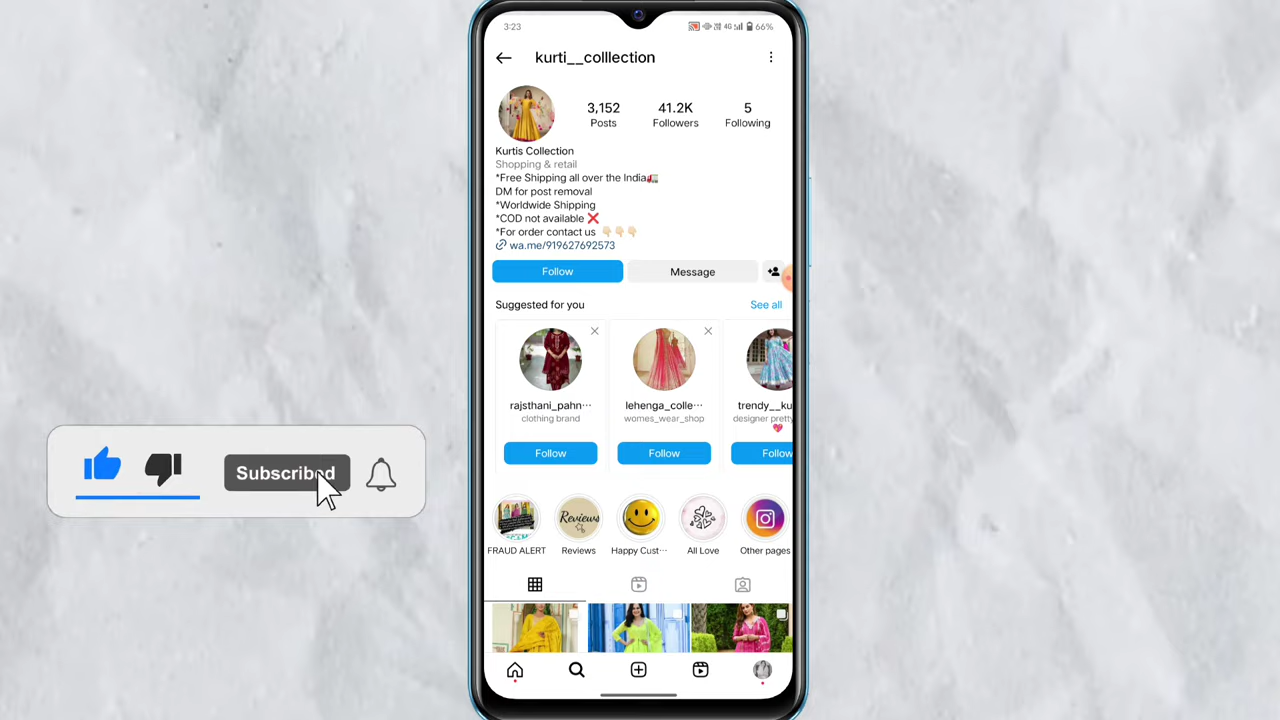 3:23
4G
66%
kurti__colllection
3,152
41.2K
5
Posts
Followers
Following
Kurtis Collection
Shopping & retail
*Free Shipping all over the India🚛
DM for post removal
*Worldwide Shipping
*COD not available ❌
*For order contact us 👇🏻👇🏻👇🏻
wa.me/919627692573
Follow
Message
Suggested for you
See all
rajsthani_pahn···
lehenga_colle···
trendy__ku
clothing brand
womes_wear_shop
designer pretty
Follow
Follow
Follow
Subscribed
Reviews
FRAUD ALERT
Reviews
Happy Cust···
All Love
Other pages